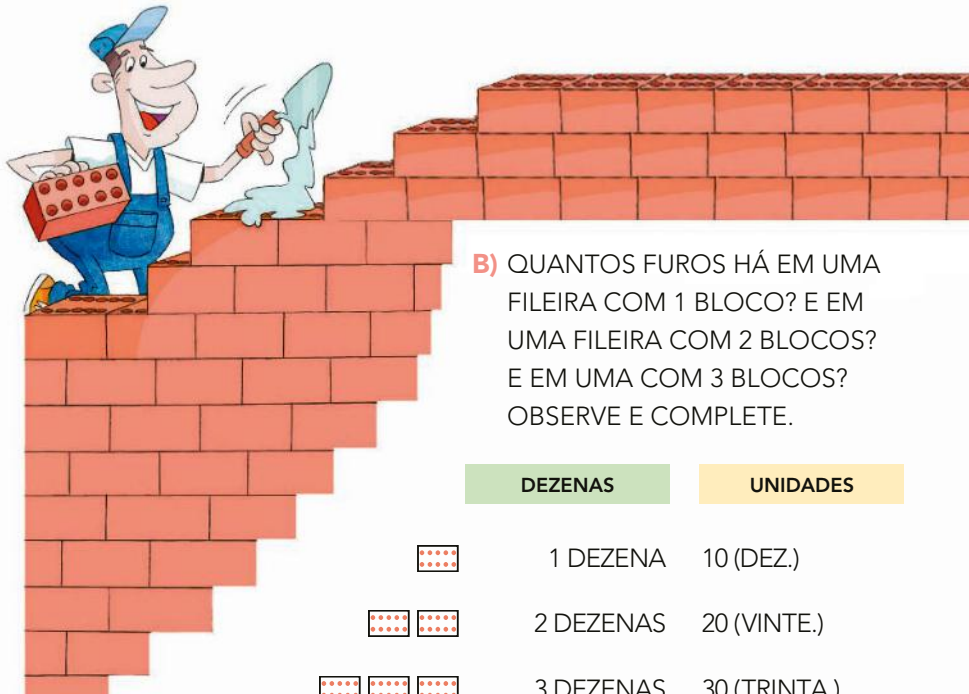 B) QUANTOS FUROS HÁ EM UMA
FILEIRA COM 1 BLOCO? E EM
UMA FILEIRA COM 2 BLOCOS?
E EM UMA COM 3 BLOCOS?
OBSERVE E COMPLETE.
DEZENAS UNIDADES
1 DEZENA 10 (DEZ.)
2 DEZENAS 20 (VINTE.)
3 DEZENAS 30 (TRINTA.)